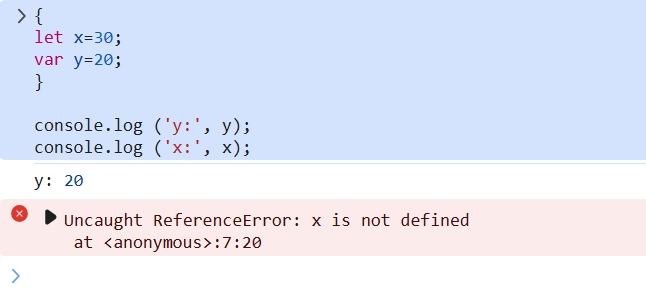 {
let x=30;
var y=20;
}
console.log ('y:', y);
console.log ('x:', x);
y: 20
Uncaught ReferenceError: x is not defined
at <anonymous>:7:20